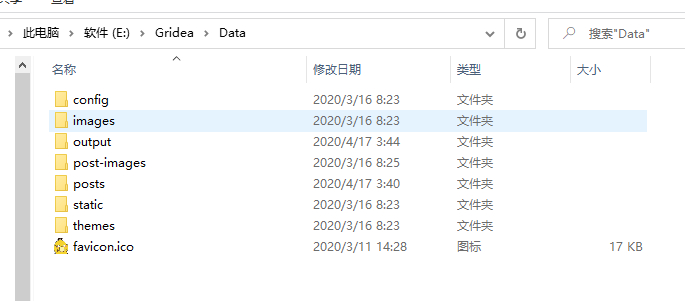 此电脑 > 软件 (E:) > Gridea > Data 搜索"Data"
名称 修改日期 类型 大小
config 2020/3/16 8:23 文件夹
images 2020/3/16 8:23 文件夹
output 2020/4/17 3:44 文件夹
post-images 2020/3/16 8:25 文件夹
posts 2020/4/17 3:40 文件夹
static 2020/3/16 8:23 文件夹
themes 2020/3/16 8:23 文件夹
favicon.ico 2020/3/11 14:28 图标 17 KB